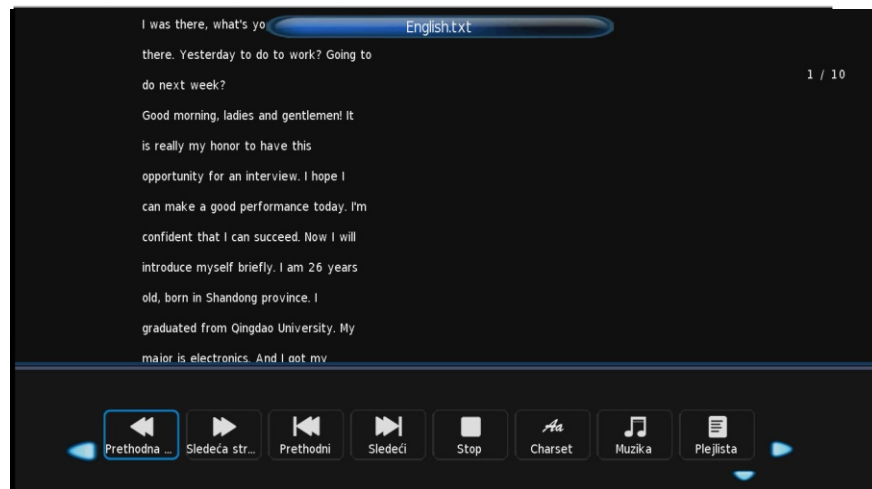 English.txt
I was there, what's yo
there. Yesterday to do to work? Going to
do next week?
1 / 10
Good morning, ladies and gentlemen! It
is really my honor to have this
opportunity for an interview. I hope I
can make a good performance today. I'm
confident that I can succeed. Now I will
introduce myself briefly. I am 26 years
old, born in Shandong province. I
graduated from Qingdao University. My
major is electronics. And I got my
Prethodna ...
Sledeća str...
Prethodni
Sledeći
Stop
Aa
Charset
Muzika
Plejlista